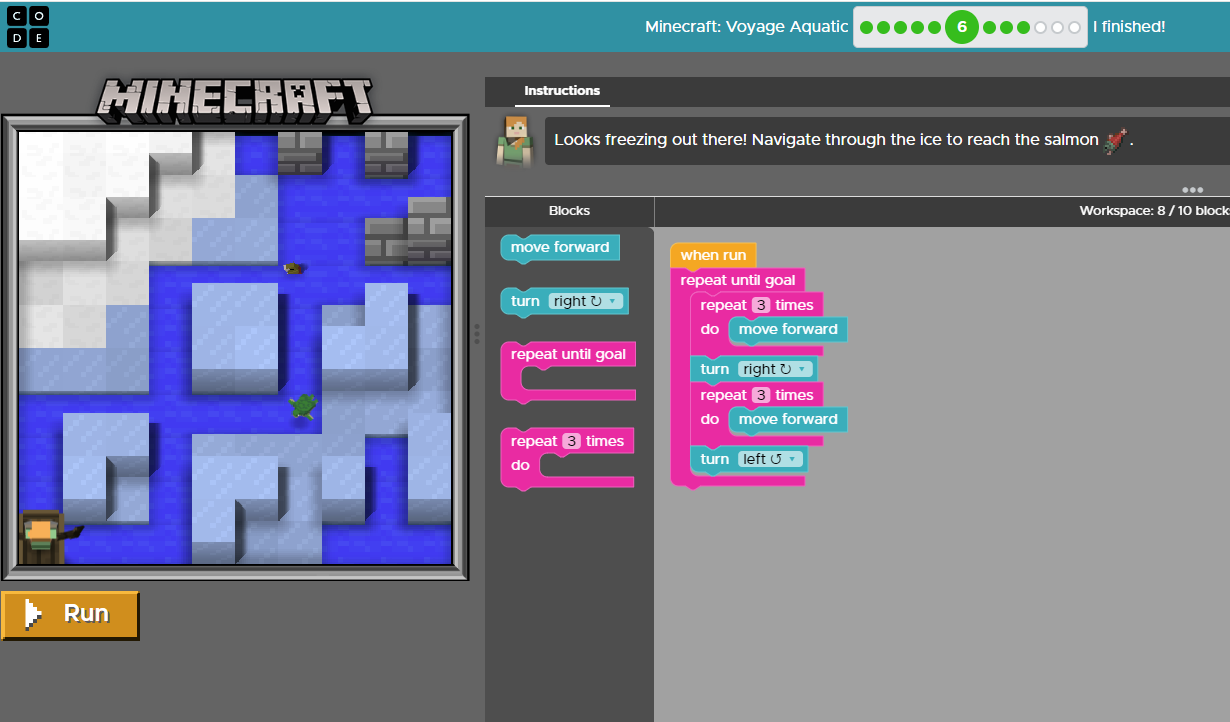 C O
D E
Minecraft: Voyage Aquatic 6 I finished!
MINECRAFT
Instructions
Looks freezing out there! Navigate through the ice to reach the salmon .
Blocks
Workspace: 8 / 10 block
move forward
turn right ↻
repeat until goal
repeat 3 times
do
when run
repeat until goal
repeat 3 times
do move forward
turn right ↻
repeat 3 times
do move forward
turn left ↺
Run